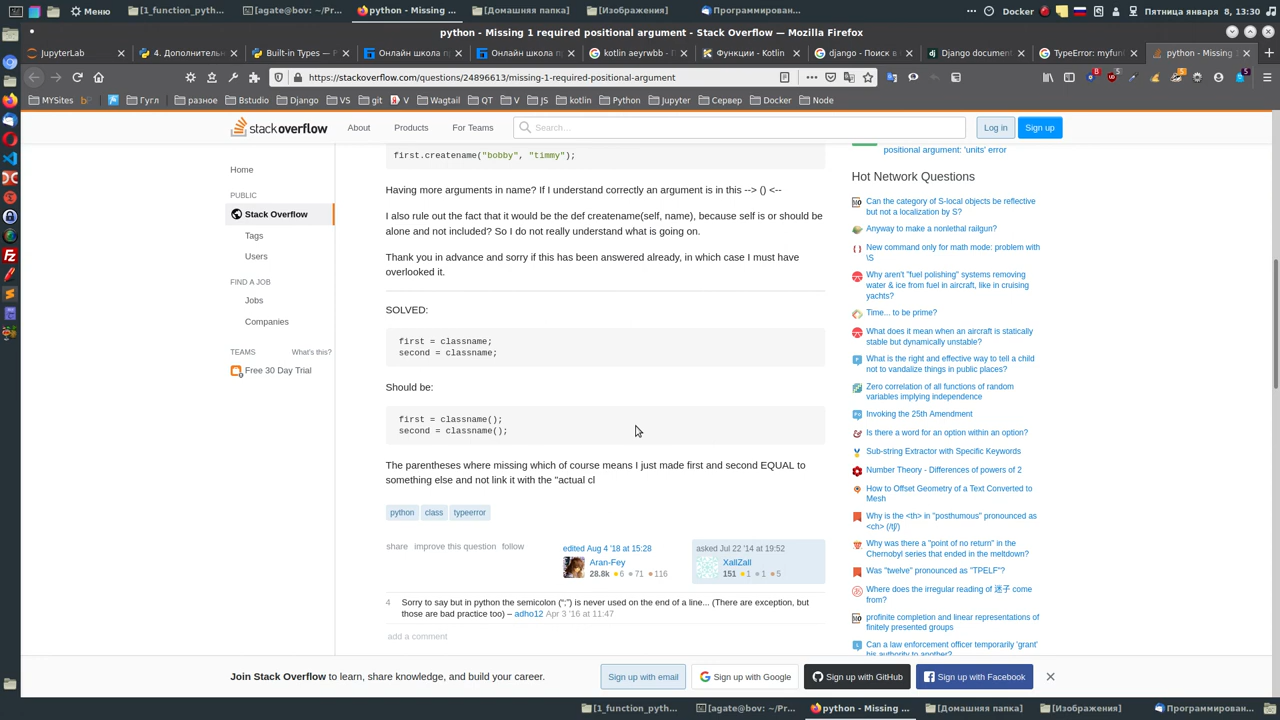 Меню
[1_function_pyth...
[Домашняя папка]
[Изображения]
Программирован...
Пятница января 8, 13:30
python - Missing 1 required positional argument - Stack Overflow — Mozilla Firefox
JupyterLab
4. Дополнительн
Built-in Types — P
Онлайн набор — К
kotlin else if
django default dec
Django documen
TypeError: myfun
python - Missing
https://stackoverflow.com/questions/24896613/missing-1-required-positional-argument
MYSites
Гугл
разное
Bstudio
Django
VS
git
Wagtail
QT
JS
Python
Сервер
Docker
Node
stackoverflow
About
Products
For Teams
Search...
Log in
Sign up
Home
PUBLIC
Stack Overflow
Tags
Users
FIND A JOB
Jobs
Companies
TEAMS
What's this?
Free 30 Day Trial
first.createname("bobby", "timmy");
Having more arguments in name? If I understand correctly an argument is in this --> () <--
I also rule out the fact that it would be the def createname(self, name), because self is or should be
alone and not included? So I do not really understand what is going on.
Thank you in advance and sorry if this has been answered already, in which case I must have
overlooked it.
SOLVED:
first = classname;
second = classname;
Should be:
first = classname();
second = classname();
The parentheses where missing which of course means I just made first and second EQUAL to
something else and not link it with the "actual cl
python
class
typeerror
share
improve this question
follow
edited Aug 4 '18 at 15:28
Aran-Fey
28.8k 6 71 116
asked Jul 22 '14 at 19:52
XallZall
151 1 1 5
4 Sorry to say but in python the semicolon (“;”) is never used on the end of a line... (There are exception, but
those are bad practice too) – adho12 Apr 3 '16 at 11:47
add a comment
positional argument: 'units' error
Hot Network Questions
Can the category of S-local objects be reflective
but not a localization by S?
Anyway to make a nonlethal railgun?
New command only for math mode: problem with
\S
Why aren't "fuel polishing" systems removing
water & ice from fuel in aircraft, like in cruising
yachts?
Time... to be prime?
What does it mean when an aircraft is statically
stable but dynamically unstable?
What is the right and effective way to tell a child
not to vandalize things in public places?
Zero correlation of all functions of random
variables implying independence
Invoking the 25th Amendment
Is there a word for an option within an option?
Sub-string Extractor with Specific Keywords
Number Theory - Differences of powers of 2
How to Offset Geometry of a Text Converted to
Mesh
Why is the <th> in "posthumous" pronounced as
<ch> (/tʃ/)
Why was there a "point of no return" in the
Chernobyl series that ended in the meltdown?
Was "twelve" pronounced as "TPELF"?
Where does the irregular reading of 迷子 come
from?
profinite completion and linear representations of
finitely presented groups
Can a law enforcement officer temporarily 'grant'
his authority to another?
Join Stack Overflow to learn, share knowledge, and build your career.
Sign up with email
Sign up with Google
Sign up with GitHub
Sign up with Facebook
[1_function_pyth...
[agate@bov: ~/Pr...
python - Missing ...
[Домашняя папка]
[Изображения]
Программирован...